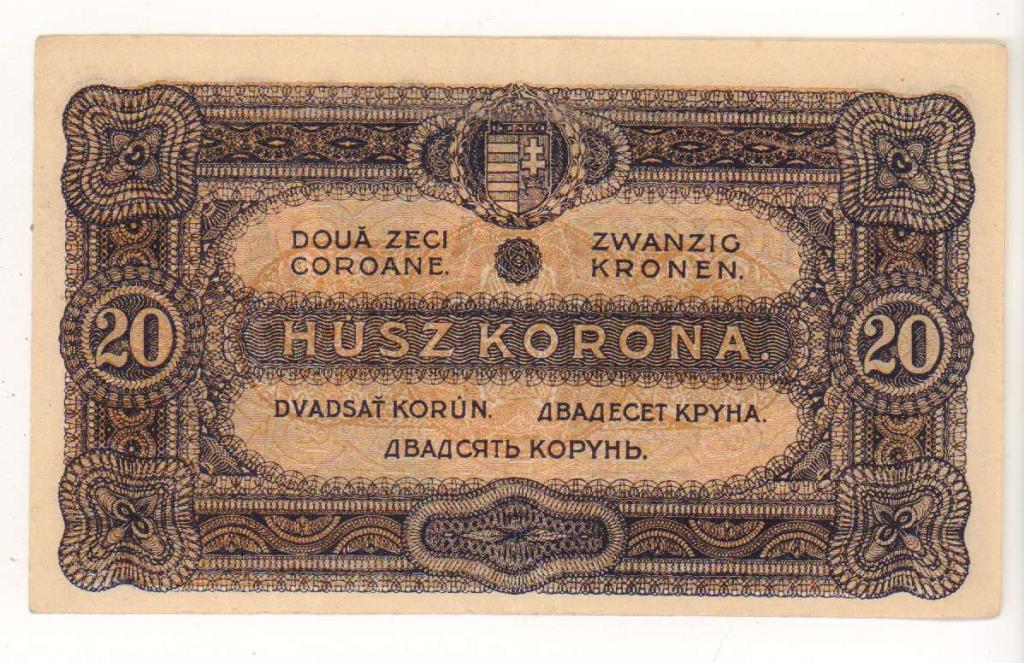 DOUĂ ZECI
COROANE.
ZWANZIG
KRONEN.
20
HUSZ KORONA.
20
DVADSAŤ KORÚN.
ДВАДЕСЕТ КРУНА.
ДВАДСЯТЬ КОРУНЬ.